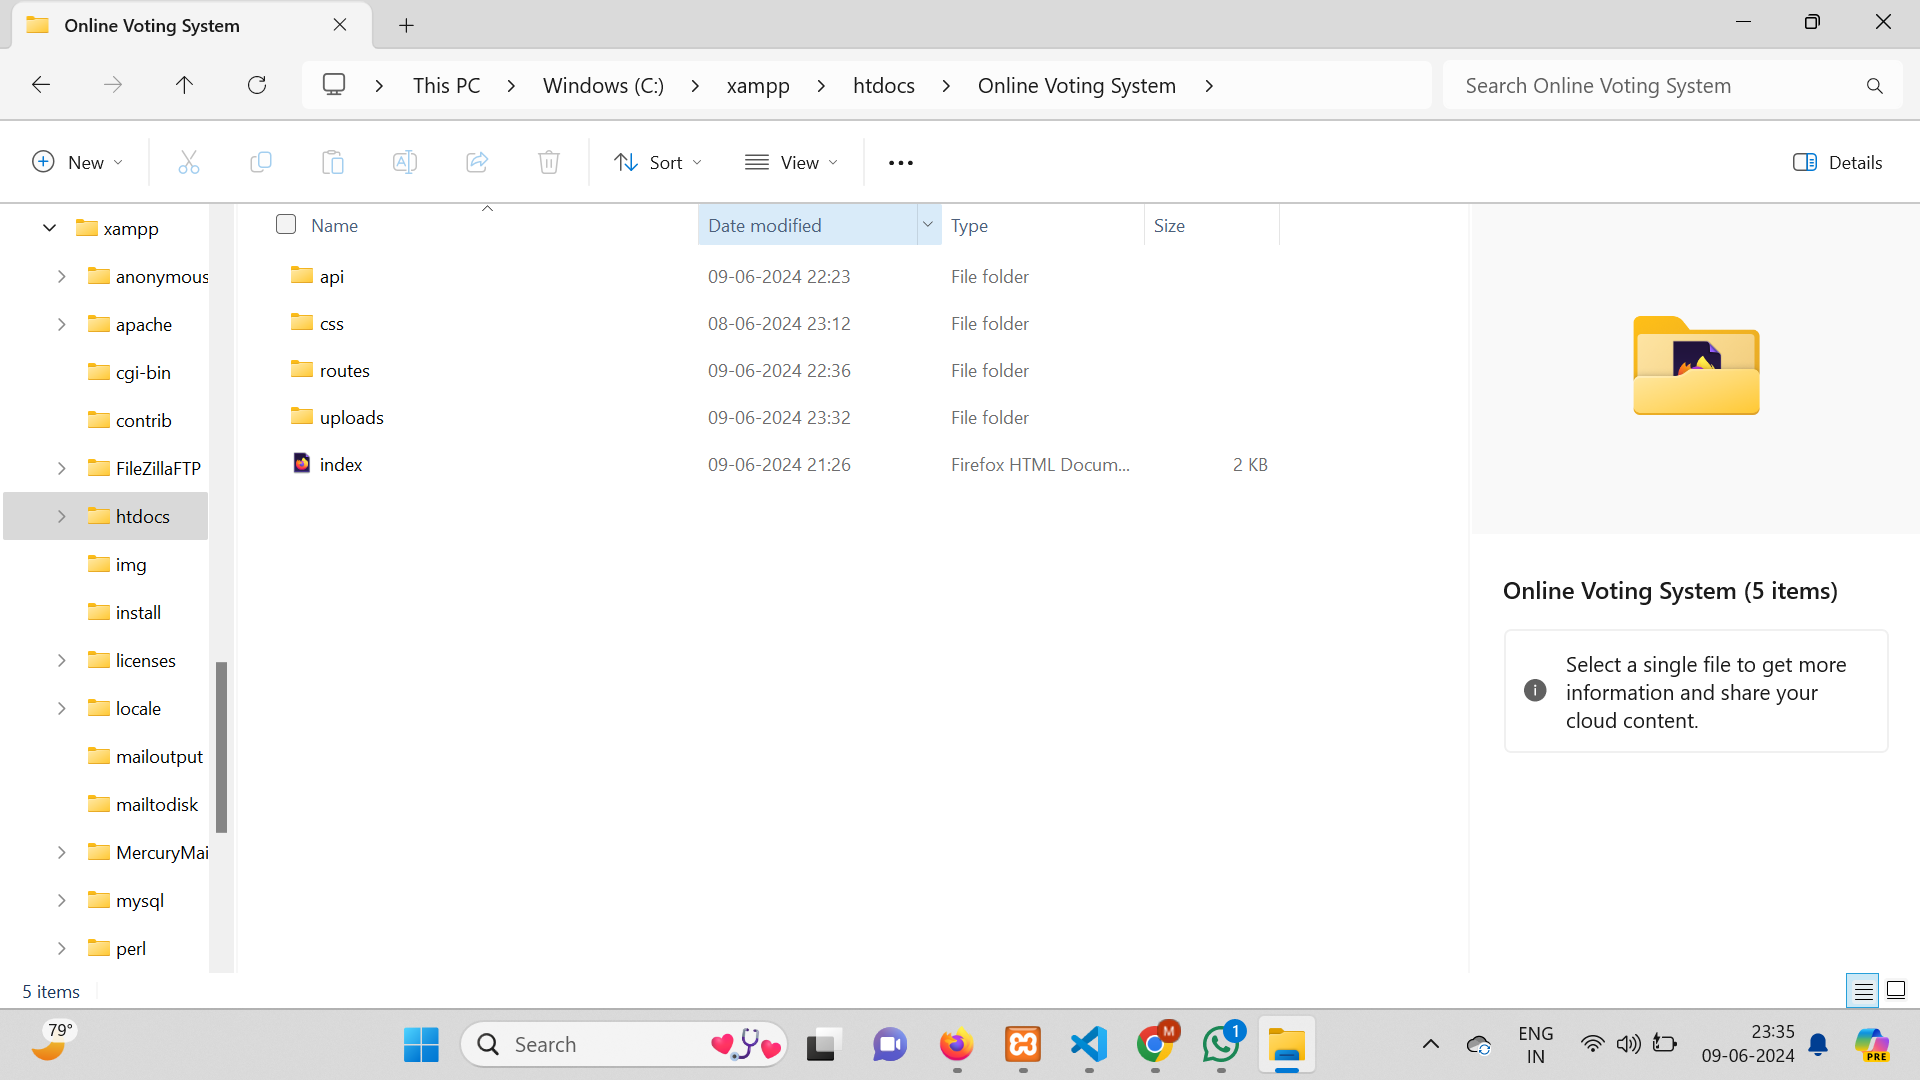 Online Voting System
This PC
Windows (C:)
xampp
htdocs
Online Voting System
Search Online Voting System
New
Sort
View
Details
xampp
anonymous
apache
cgi-bin
contrib
FileZillaFTP
htdocs
img
install
licenses
locale
mailoutput
mailtodisk
MercuryMai
mysql
perl
Name Date modified Type Size
api 09-06-2024 22:23 File folder
css 08-06-2024 23:12 File folder
routes 09-06-2024 22:36 File folder
uploads 09-06-2024 23:32 File folder
index 09-06-2024 21:26 Firefox HTML Docum... 2 KB
Online Voting System (5 items)
Select a single file to get more
information and share your
cloud content.
5 items
79°
Search
M
1
ENG
IN
23:35
09-06-2024
PRE